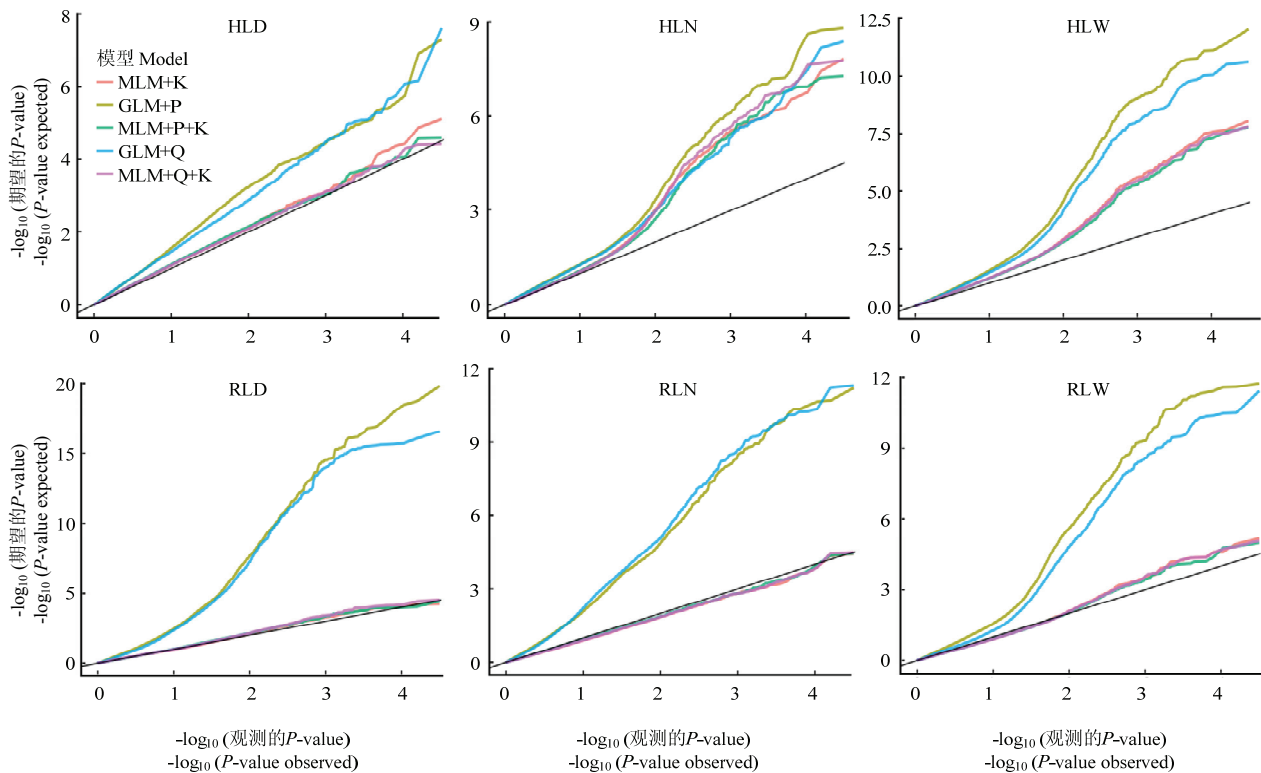 HLD
8
6
4
2
0
0
1
2
3
4
模型 Model
MLM+K
GLM+P
MLM+P+K
GLM+Q
MLM+Q+K
-log₁₀ (期望的P-value)
-log₁₀ (P-value expected)
HLN
9
6
3
0
0
1
2
3
4
HLW
12.5
10.0
7.5
5.0
2.5
0.0
0
1
2
3
4
RLD
20
15
10
5
0
0
1
2
3
4
-log₁₀ (期望的P-value)
-log₁₀ (P-value expected)
RLN
12
9
6
3
0
0
1
2
3
4
RLW
12
9
6
3
0
0
1
2
3
4
-log₁₀ (观测的P-value)
-log₁₀ (P-value observed)
-log₁₀ (观测的P-value)
-log₁₀ (P-value observed)
-log₁₀ (观测的P-value)
-log₁₀ (P-value observed)